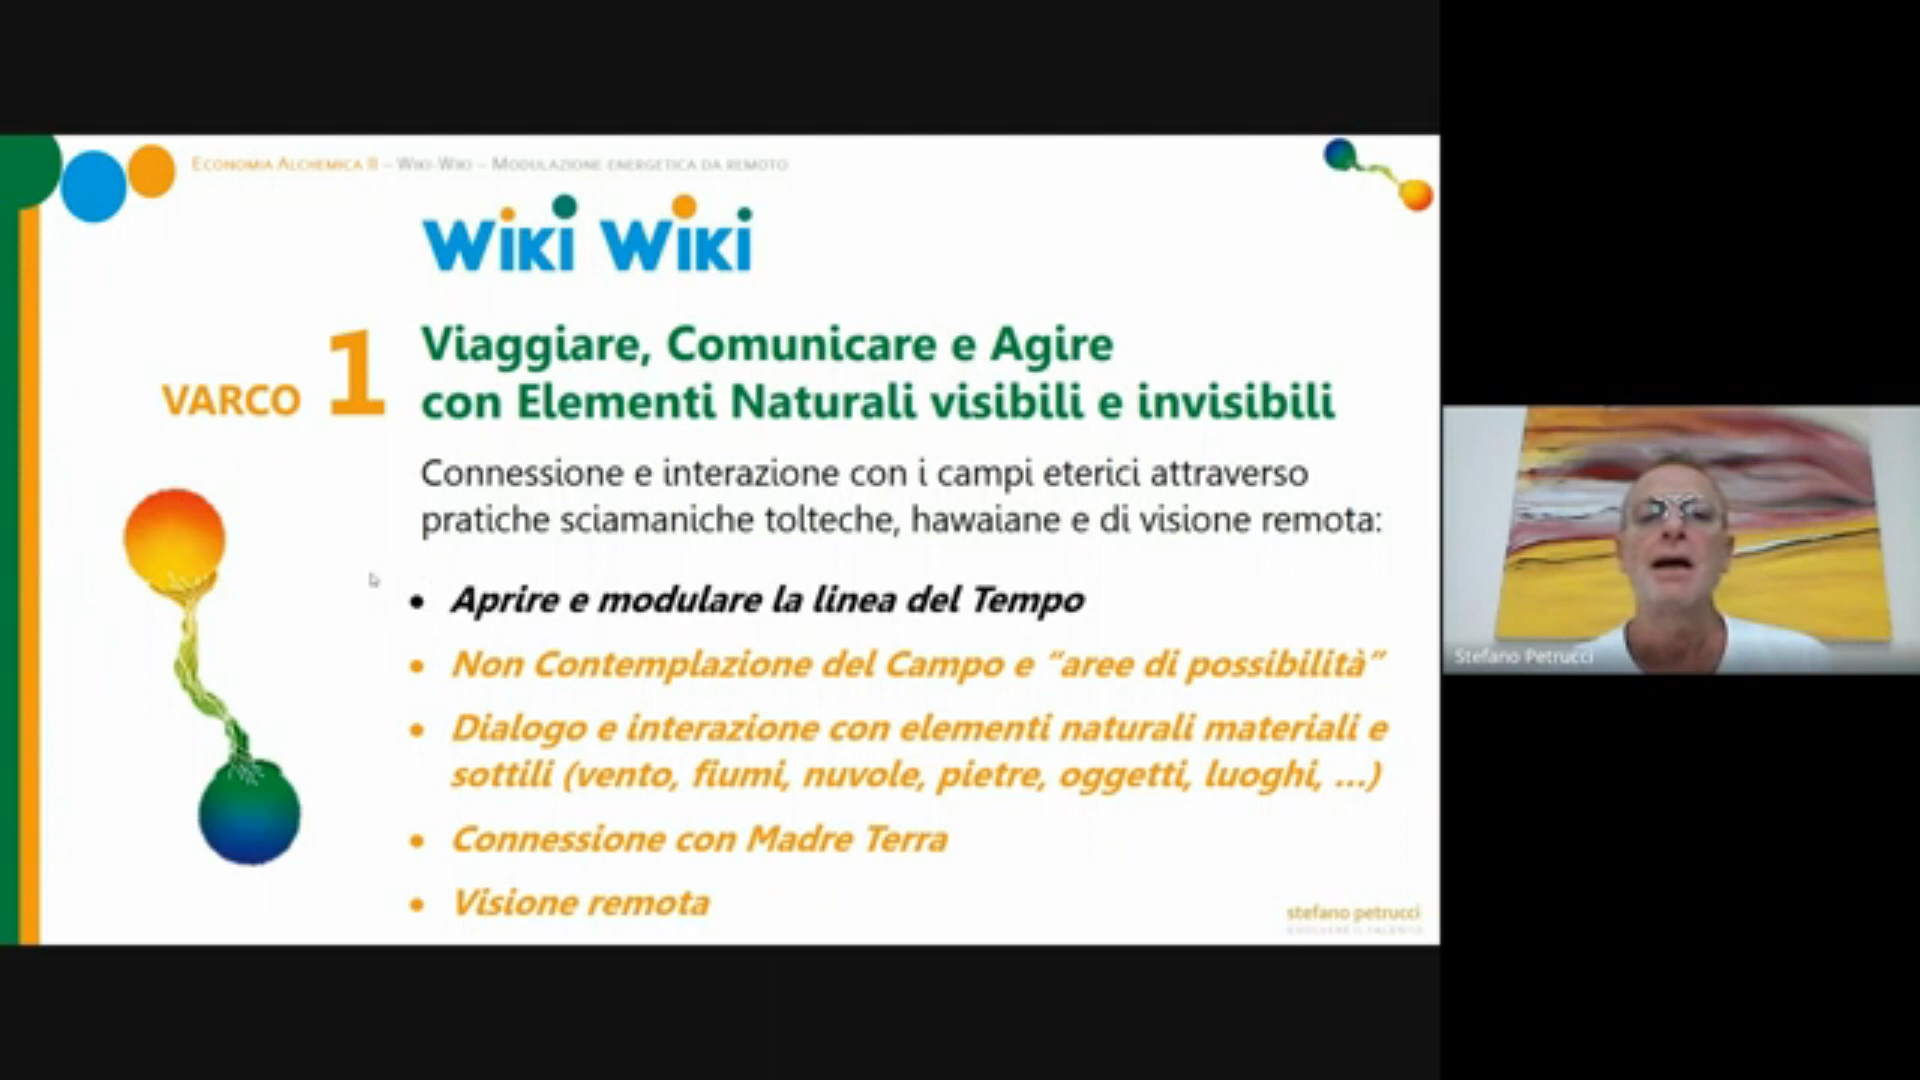 Economia Alchemica II – Wiki-Wiki – Modulazione energetica da remoto
Wiki Wiki
VARCO 1
Viaggiare, Comunicare e Agire
con Elementi Naturali visibili e invisibili
Connessione e interazione con i campi eterici attraverso
pratiche sciamaniche tolteche, hawaiane e di visione remota:
• Aprire e modulare la linea del Tempo
• Non Contemplazione del Campo e “aree di possibilità”
• Dialogo e interazione con elementi naturali materiali e
sottili (vento, fiumi, nuvole, pietre, oggetti, luoghi, ...)
• Connessione con Madre Terra
• Visione remota
stefano petrucci
Stefano Petrucci